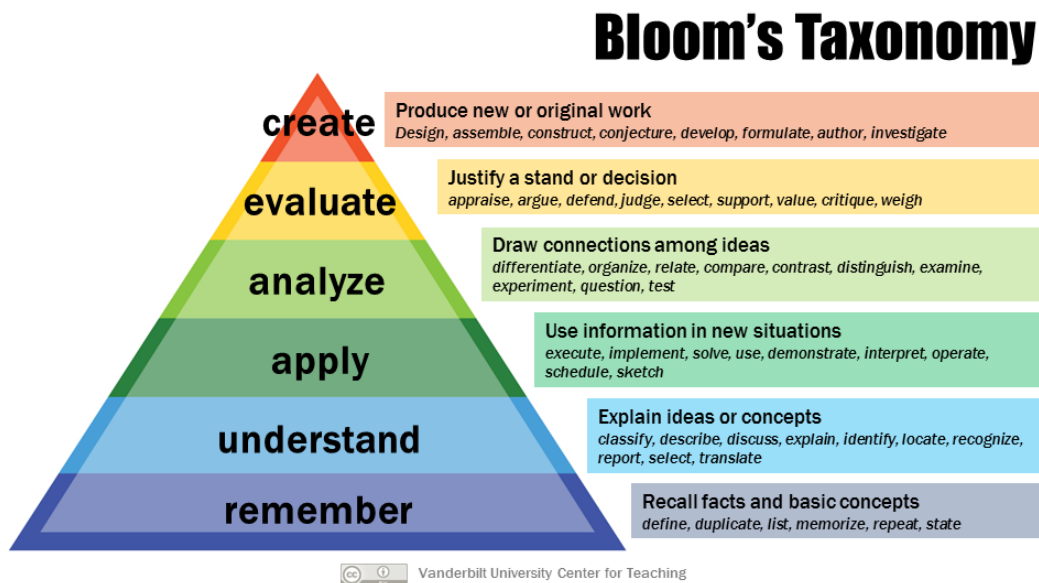 Bloom's Taxonomy
create
Produce new or original work
Design, assemble, construct, conjecture, develop, formulate, author, investigate
evaluate
Justify a stand or decision
appraise, argue, defend, judge, select, support, value, critique, weigh
analyze
Draw connections among ideas
differentiate, organize, relate, compare, contrast, distinguish, examine,
experiment, question, test
apply
Use information in new situations
execute, implement, solve, use, demonstrate, interpret, operate,
schedule, sketch
understand
Explain ideas or concepts
classify, describe, discuss, explain, identify, locate, recognize,
report, select, translate
remember
Recall facts and basic concepts
define, duplicate, list, memorize, repeat, state
cc
Vanderbilt University Center for Teaching